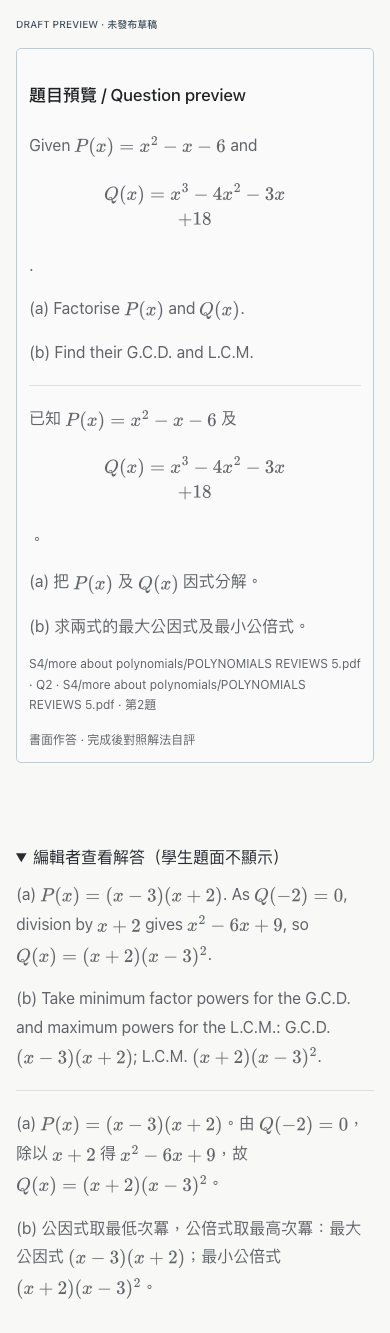 DRAFT PREVIEW · 未發布草稿
題目預覽 / Question preview
Given P(x) = x² − x − 6 and
Q(x) = x³ − 4x² − 3x
+18
.
(a) Factorise P(x) and Q(x).
(b) Find their G.C.D. and L.C.M.
已知 P(x) = x² − x − 6 及
Q(x) = x³ − 4x² − 3x
+18
。
(a) 把 P(x) 及 Q(x) 因式分解。
(b) 求兩式的最大公因式及最小公倍式。
S4/more about polynomials/POLYNOMIALS REVIEWS 5.pdf
· Q2 · S4/more about polynomials/POLYNOMIALS
REVIEWS 5.pdf · 第2題
書面作答 · 完成後對照解法自評
▼ 編輯者查看解答（學生題面不顯示）
(a) P(x) = (x − 3)(x + 2). As Q(−2) = 0,
division by x + 2 gives x² − 6x + 9, so
Q(x) = (x + 2)(x − 3)².
(b) Take minimum factor powers for the G.C.D.
and maximum powers for the L.C.M.: G.C.D.
(x − 3)(x + 2); L.C.M. (x + 2)(x − 3)².
(a) P(x) = (x − 3)(x + 2)。由 Q(−2) = 0，
除以 x + 2 得 x² − 6x + 9，故
Q(x) = (x + 2)(x − 3)²。
(b) 公因式取最低次冪，公倍式取最高次冪：最大
公因式 (x − 3)(x + 2)；最小公倍式
(x + 2)(x − 3)²。